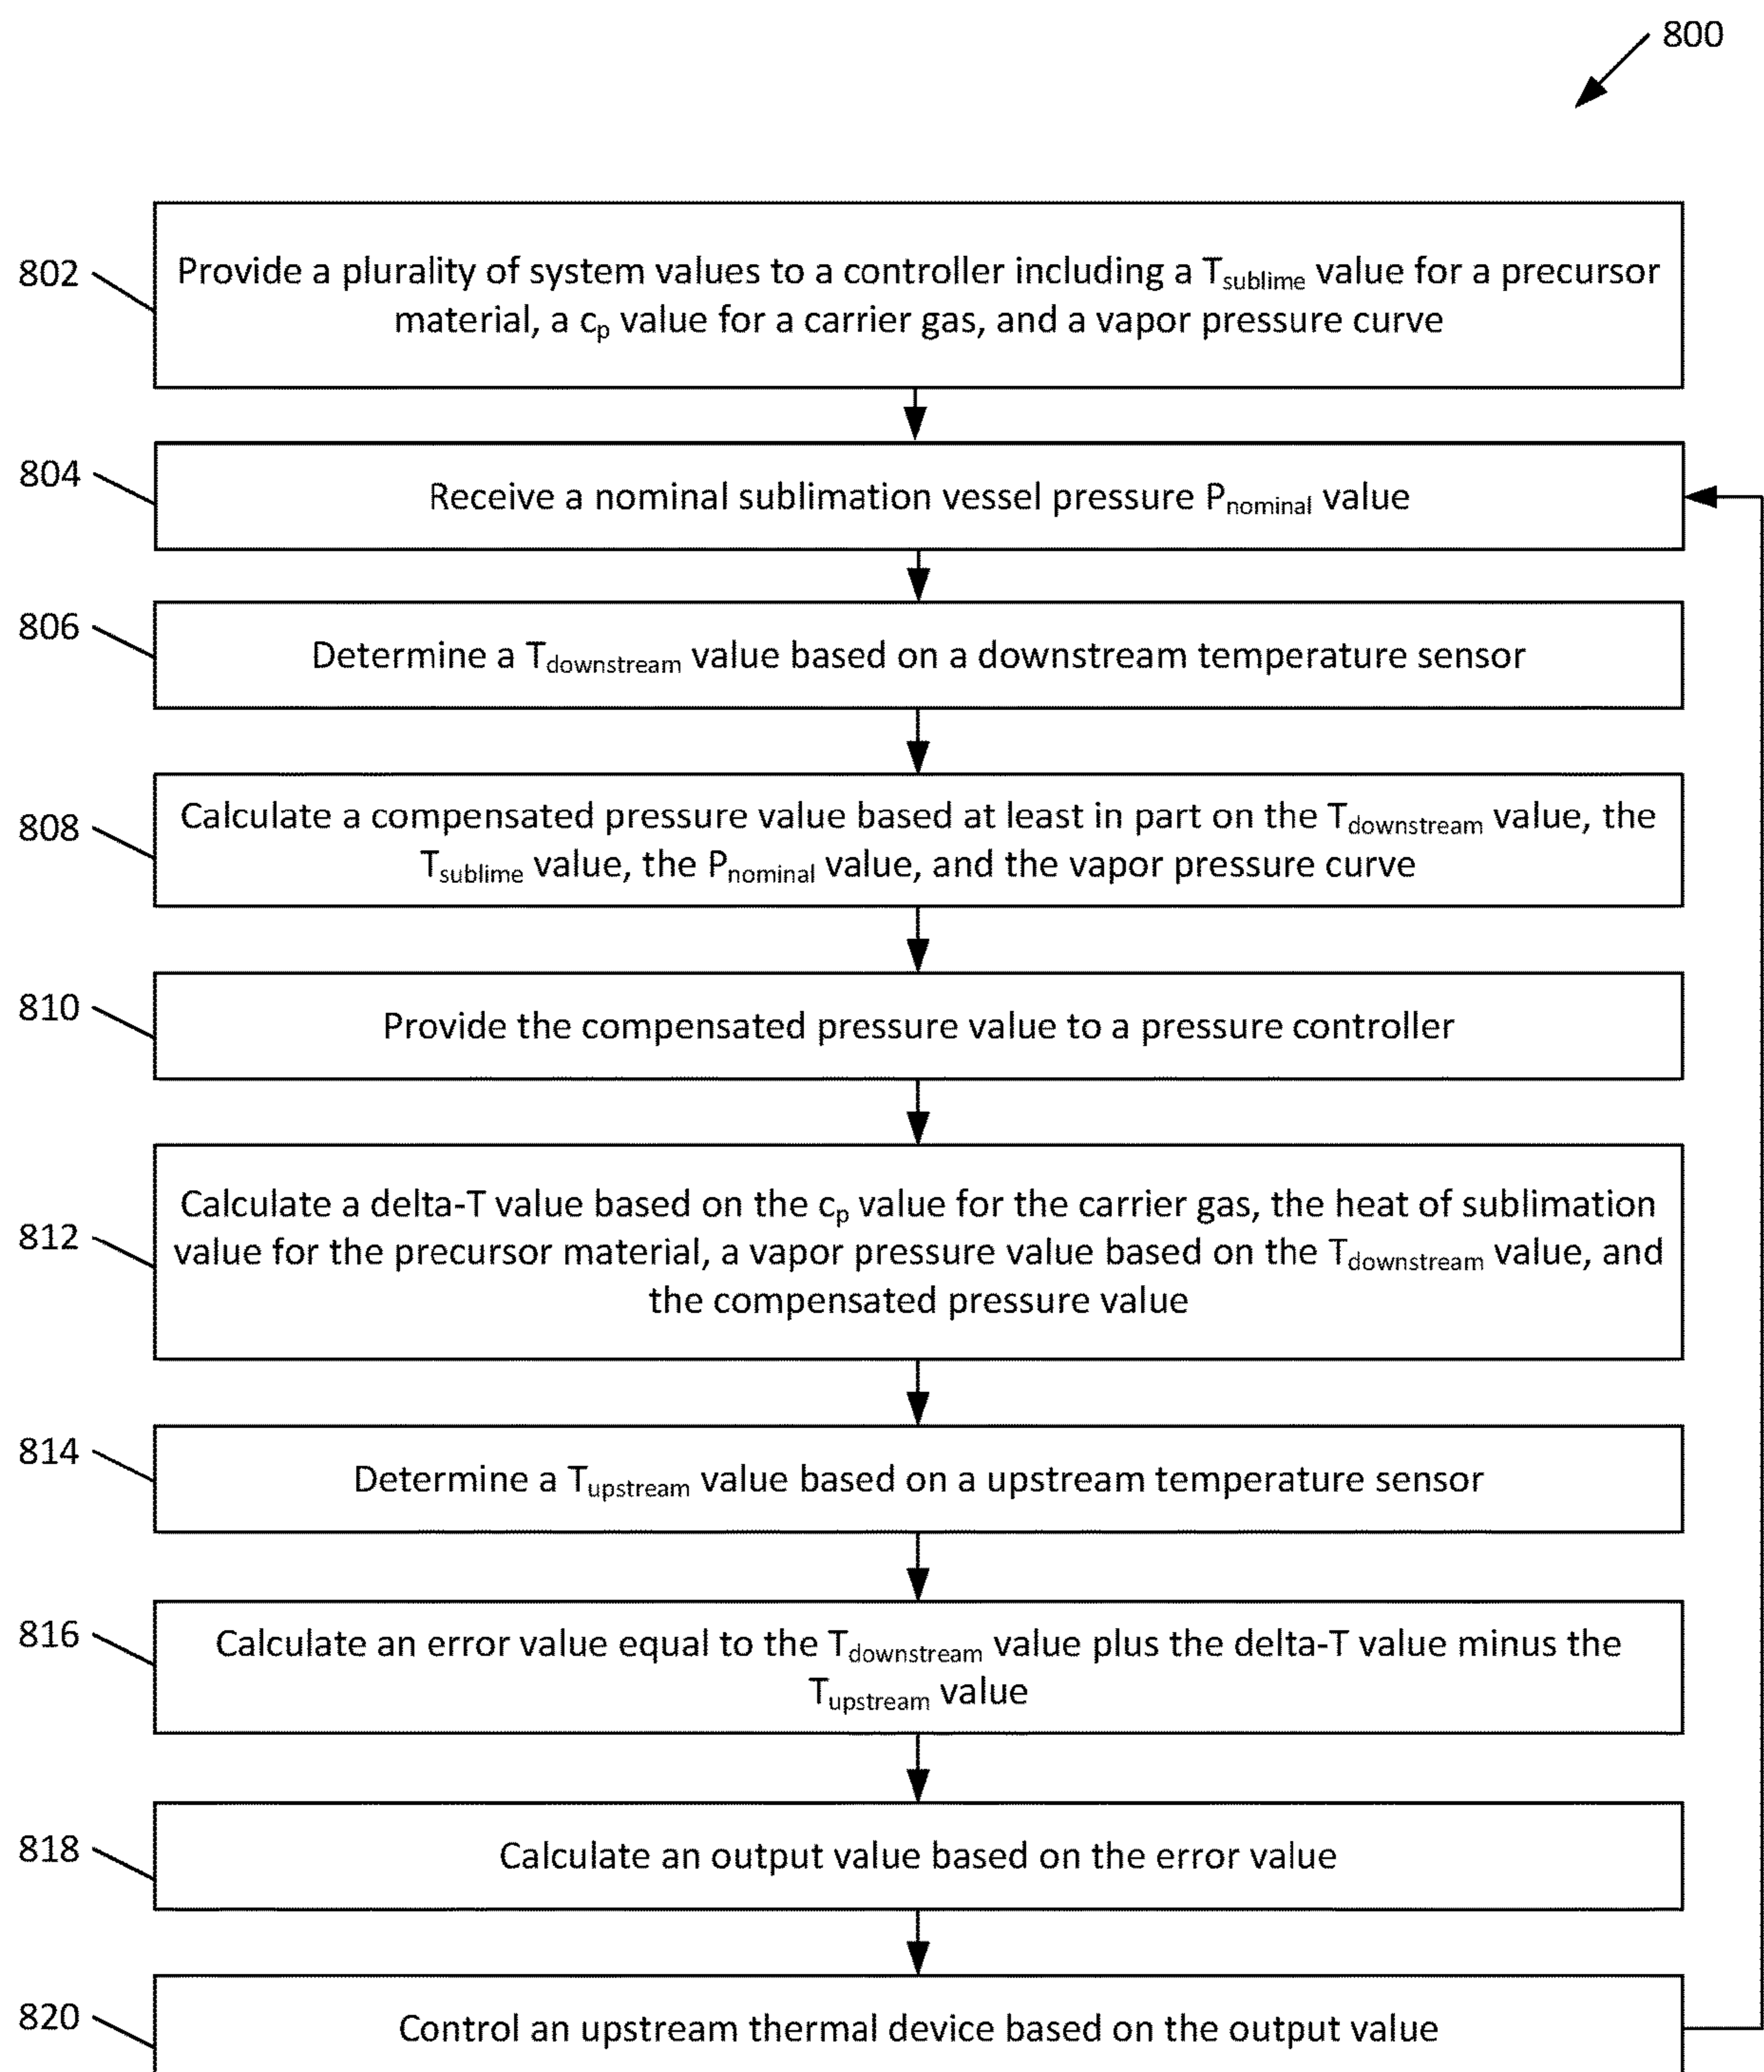 800
802
Provide a plurality of system values to a controller including a Tsublime value for a precursor
material, a cp value for a carrier gas, and a vapor pressure curve
804
Receive a nominal sublimation vessel pressure Pnominal value
806
Determine a Tdownstream value based on a downstream temperature sensor
808
Calculate a compensated pressure value based at least in part on the Tdownstream value, the
Tsublime value, the Pnominal value, and the vapor pressure curve
810
Provide the compensated pressure value to a pressure controller
812
Calculate a delta-T value based on the cp value for the carrier gas, the heat of sublimation
value for the precursor material, a vapor pressure value based on the Tdownstream value, and
the compensated pressure value
814
Determine a Tupstream value based on a upstream temperature sensor
816
Calculate an error value equal to the Tdownstream value plus the delta-T value minus the
Tupstream value
818
Calculate an output value based on the error value
820
Control an upstream thermal device based on the output value